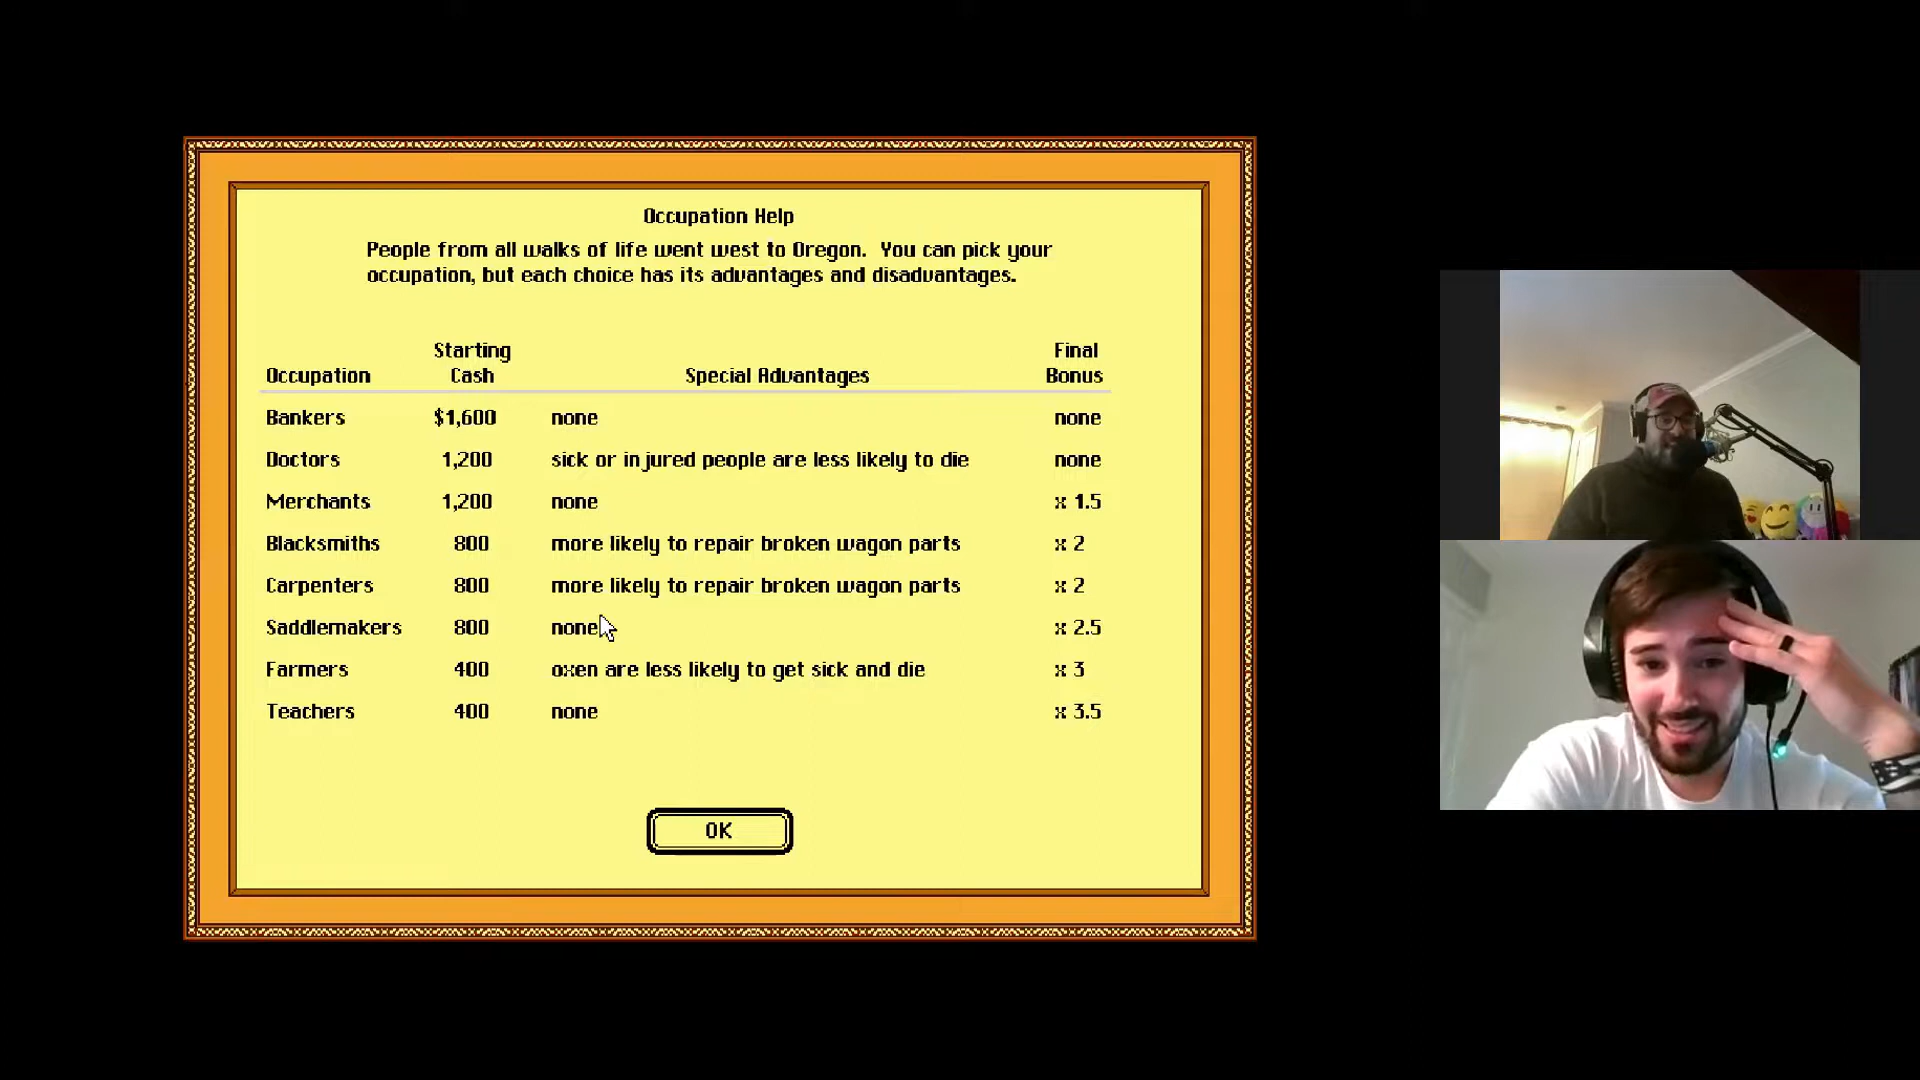 Occupation Help
People from all walks of life went west to Oregon. You can pick your
occupation, but each choice has its advantages and disadvantages.
Occupation Starting Cash Special Advantages Final Bonus
Bankers $1,600 none none
Doctors 1,200 sick or injured people are less likely to die none
Merchants 1,200 none x 1.5
Blacksmiths 800 more likely to repair broken wagon parts x 2
Carpenters 800 more likely to repair broken wagon parts x 2
Saddlemakers 800 none x 2.5
Farmers 400 oxen are less likely to get sick and die x 3
Teachers 400 none x 3.5
OK